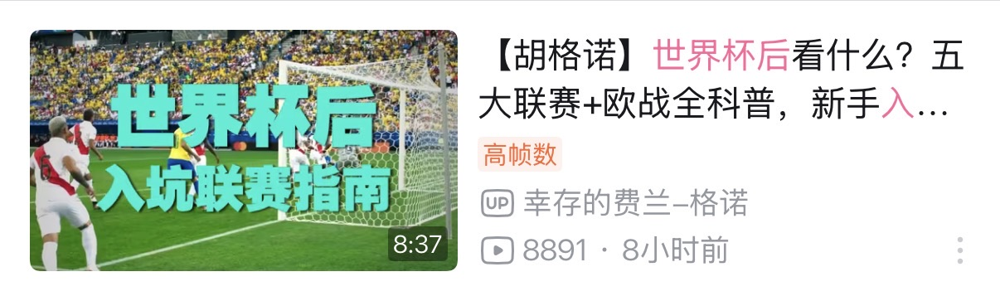 世界杯后
入坑联赛指南
8:37
【胡格诺】世界杯后看什么？五
大联赛+欧战全科普，新手入...
高帧数
UP 幸存的费兰-格诺
8891 · 8小时前